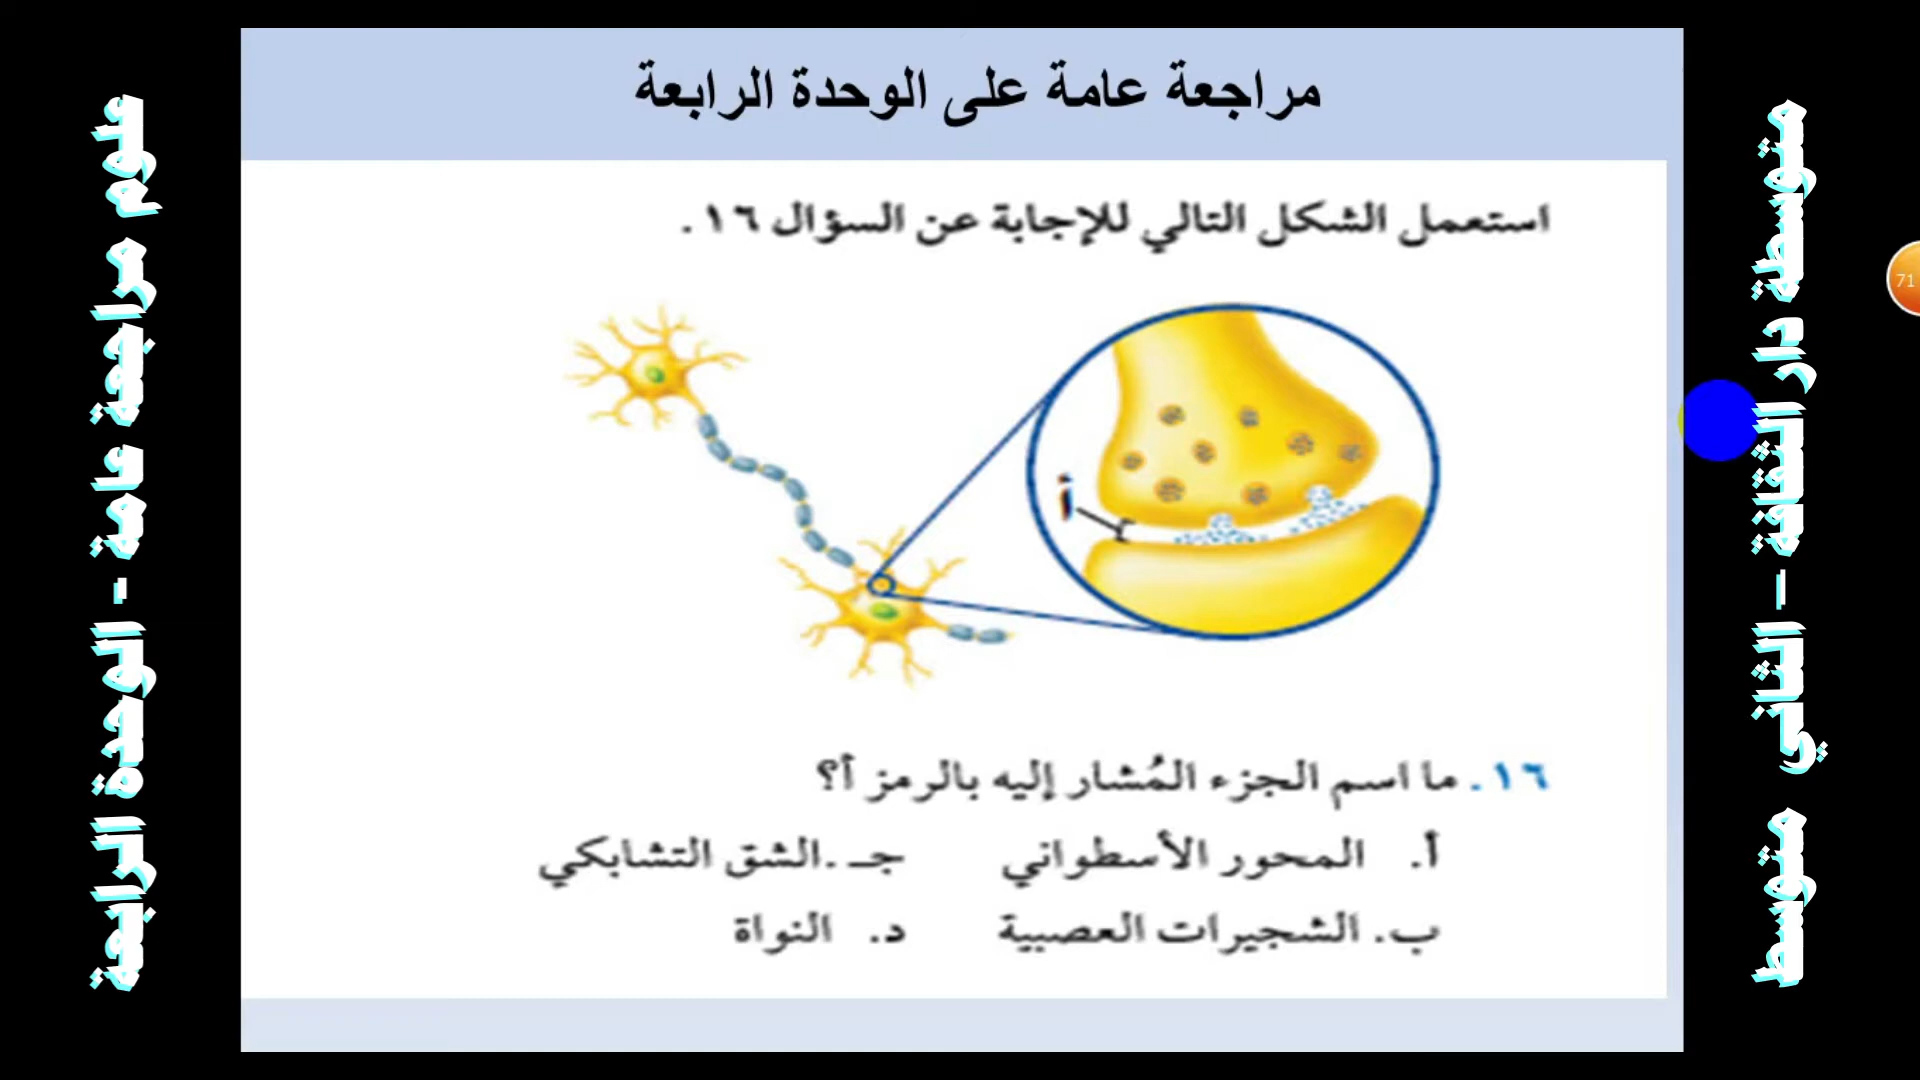 مراجعة عامة على الوحدة الرابعة
استعمل الشكل التالي للإجابة عن السؤال ١٦.
أ
١٦. ما اسم الجزء المُشار إليه بالرمز أ؟
أ. المحور الأسطواني
جـ. الشق التشابكي
ب. الشجيرات العصبية
د. النواة
متوسطة دار الثقافة – الثاني متوسط
علوم مراجعة عامة - الوحدة الرابعة
71